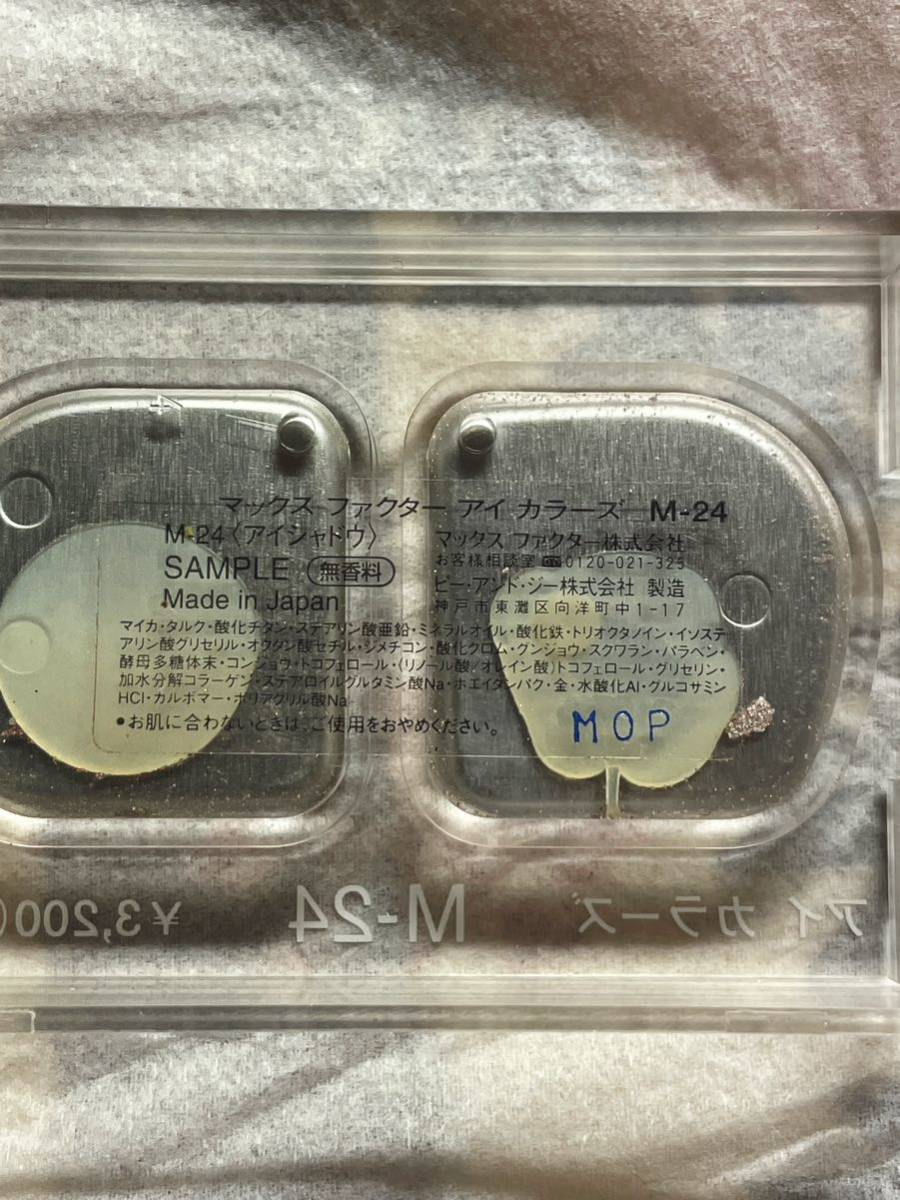 マックス ファクター アイ カラーズ M-24
M-24〈アイシャドウ〉
SAMPLE 無香料
Made in Japan
マックス ファクター株式会社
お客様相談室 0120-021-325
ピー・アンド・ジー株式会社 製造
神戸市東灘区向洋町中1-17
マイカ・タルク・酸化チタン・ステアリン酸亜鉛・ミネラルオイル・酸化鉄・トリオクタノイン・イソステ
アリン酸グリセリル・オクタン酸セチル・ジメチコン・酸化クロム・グンジョウ・スクワラン・パラベン・
酵母多糖体末・コンジョウ・トコフェロール・(リノール酸/オレイン酸)トコフェロール・グリセリン・
加水分解コラーゲン・ステアロイルグルタミン酸Na・ホエイタンパク・金・水酸化Al・グルコサミン
HCl・カルボマー・ポリアクリル酸Na
●お肌に合わないときは、ご使用をおやめください。
MOP
アイ カラーズ M-24 ¥3,200(